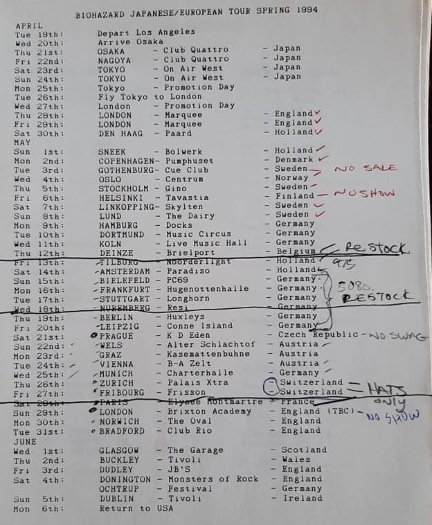 BIOHAZARD JAPANESE/EUROPEAN TOUR SPRING 1994
APRIL
Tue 19th: Depart Los Angeles
Wed 20th: Arrive Osaka
Thu 21st: OSAKA - Club Quattro - Japan
Fri 22nd: NAGOYA - Club Quattro - Japan
Sat 23rd: TOKYO - On Air West - Japan
Sun 24th: TOKYO - On Air West - Japan
Mon 25th: Tokyo - Promotion Day
Tue 26th: Fly Tokyo to London
Wed 27th: London - Promotion Day
Thu 28th: LONDON - Marquee - England
Fri 29th: LONDON - Marquee - England
Sat 30th: DEN HAAG - Paard - Holland
MAY
Sun 1st: SNEEK - Bolwerk - Holland
Mon 2nd: COPENHAGEN - Pumphuset - Denmark
Tue 3rd: GOTHENBURG - Cue Club - Sweden NO SALE
Wed 4th: OSLO - Centrum - Norway
Thu 5th: STOCKHOLM - Gino - Sweden
Fri 6th: HELSINKI - Tavastia - Finland - NO SHOW
Sat 7th: LINKOPPING - Skylten - Sweden
Sun 8th: LUND - The Dairy - Sweden
Mon 9th: HAMBURG - Docks - Germany
Tue 10th: DORTMUND - Music Circus - Germany
Wed 11th: KOLN - Live Music Hall - Germany
Thu 12th: DEINZE - Brielport - Belgium RESTOCK
Fri 13th: TILBURG - Noorderlight - Holland
Sat 14th: AMSTERDAM - Paradiso - Holland
Sun 15th: BIELEFELD - PC69 - Germany
Mon 16th: FRANKFURT - Hugenottenhalle - Germany
Tue 17th: STUTTGART - Longhorn - Germany RESTOCK
Wed 18th: NUREMBERG - Resi - Germany
Thu 19th: BERLIN - Huxleys - Germany
Fri 20th: LEIPZIG - Conne Island - Germany
Sat 21st: PRAGUE - K D Eden - Czech Republic - NO SWAG
Sun 22nd: WELS - Alter Schlachtof - Austria
Mon 23rd: GRAZ - Kasemattenbuhne - Austria
Tue 24th: VIENNA - B-A Zelt - Austria
Wed 25th: MUNICH - Charterhalle - Germany
Thu 26th: ZURICH - Palais Xtra - Switzerland = HATS
Fri 27th: FRIBOURG - Frisson - Switzerland ONLY
Sat 28th: PARIS - Elysee Montmartre - France
Sun 29th: LONDON - Brixton Academy - England (TBC) - NO SHOW
Mon 30th: NORWICH - The Oval - England
Tue 31st: BRADFORD - Club Rio - England
JUNE
Wed 1st: GLASGOW - The Garage - Scotland
Thu 2nd: BUCKLEY - Tivoli - Wales
Fri 3rd: DUDLEY - JB'S - England
Sat 4th: DONINGTON - Monsters of Rock - England
OCHTRUP - Festival - Germany
Sun 5th: DUBLIN - Tivoli - Ireland
Mon 6th: Return to USA